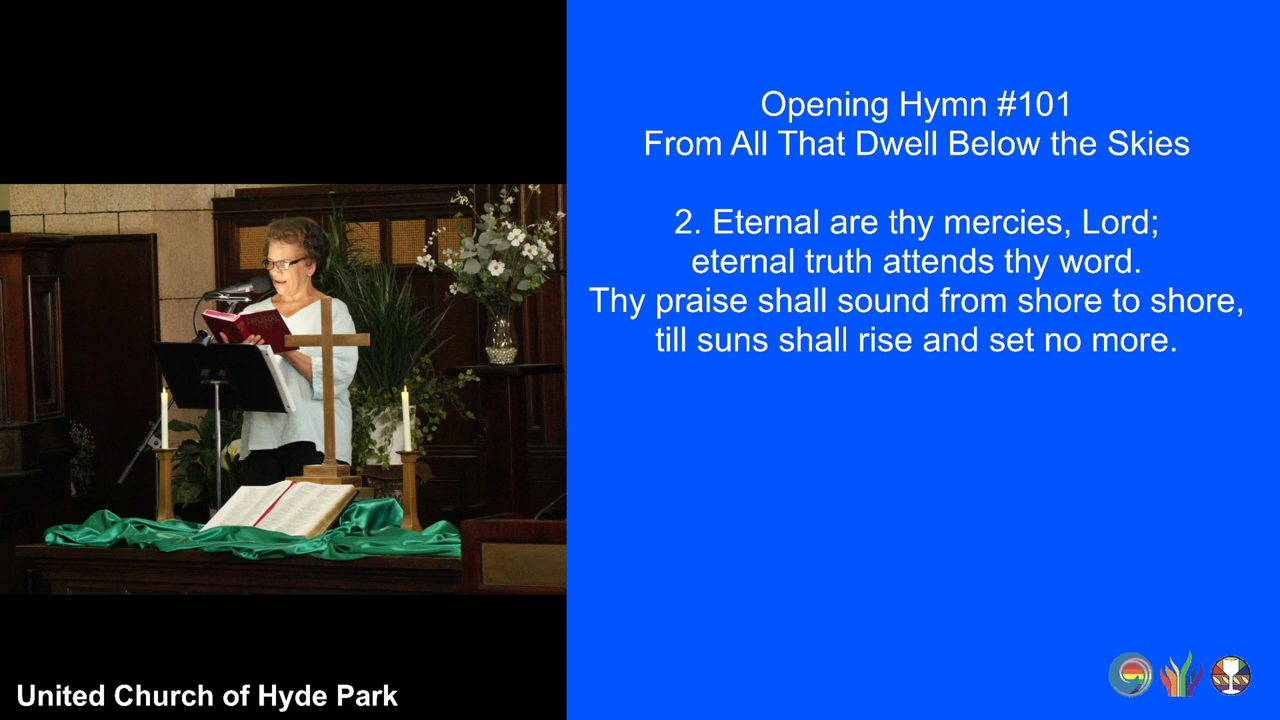 Opening Hymn #101
From All That Dwell Below the Skies
2. Eternal are thy mercies, Lord;
eternal truth attends thy word.
Thy praise shall sound from shore to shore,
till suns shall rise and set no more.
United Church of Hyde Park